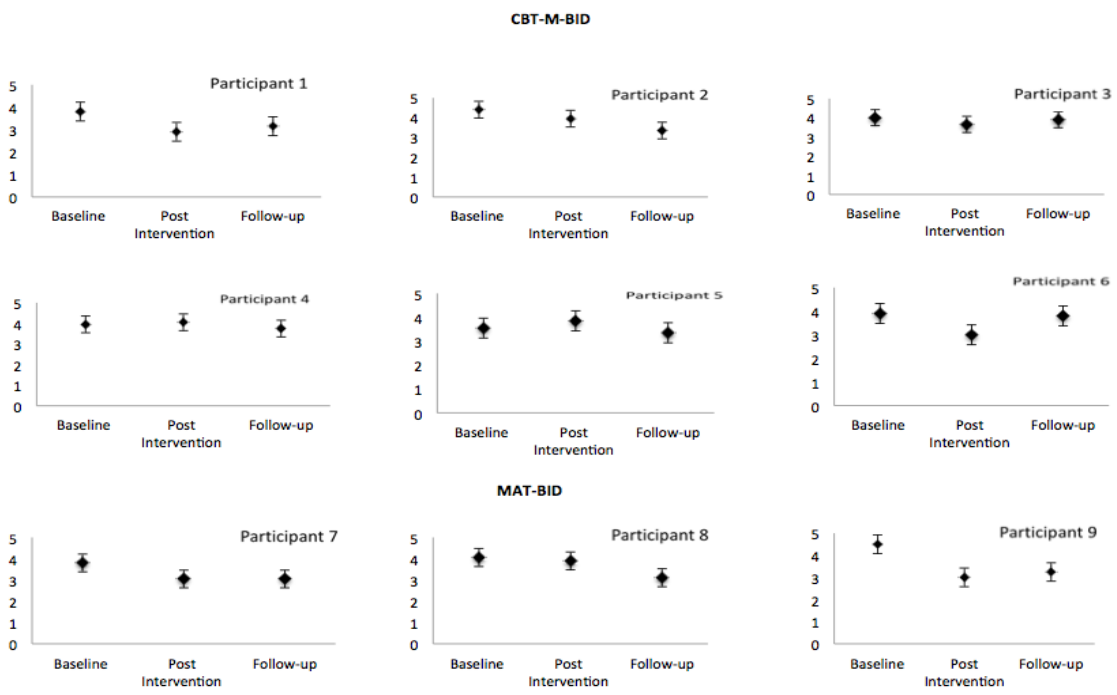 CBT-M-BID
Participant 1
5
4
3
2
1
0
Baseline
Post
Intervention
Follow-up
Participant 2
5
4
3
2
1
0
Baseline
Post
Intervention
Follow-up
Participant 3
5
4
3
2
1
0
Baseline
Post
Intervention
Follow-up
Participant 4
5
4
3
2
1
0
Baseline
Post
Intervention
Follow-up
Participant 5
5
4
3
2
1
0
Baseline
Post
Intervention
Follow-up
Participant 6
5
4
3
2
1
0
Baseline
Post
Intervention
Follow-up
MAT-BID
Participant 7
5
4
3
2
1
0
Baseline
Post
Intervention
Follow-up
Participant 8
5
4
3
2
1
0
Baseline
Post
Intervention
Follow-up
Participant 9
5
4
3
2
1
0
Baseline
Post
Intervention
Follow-up